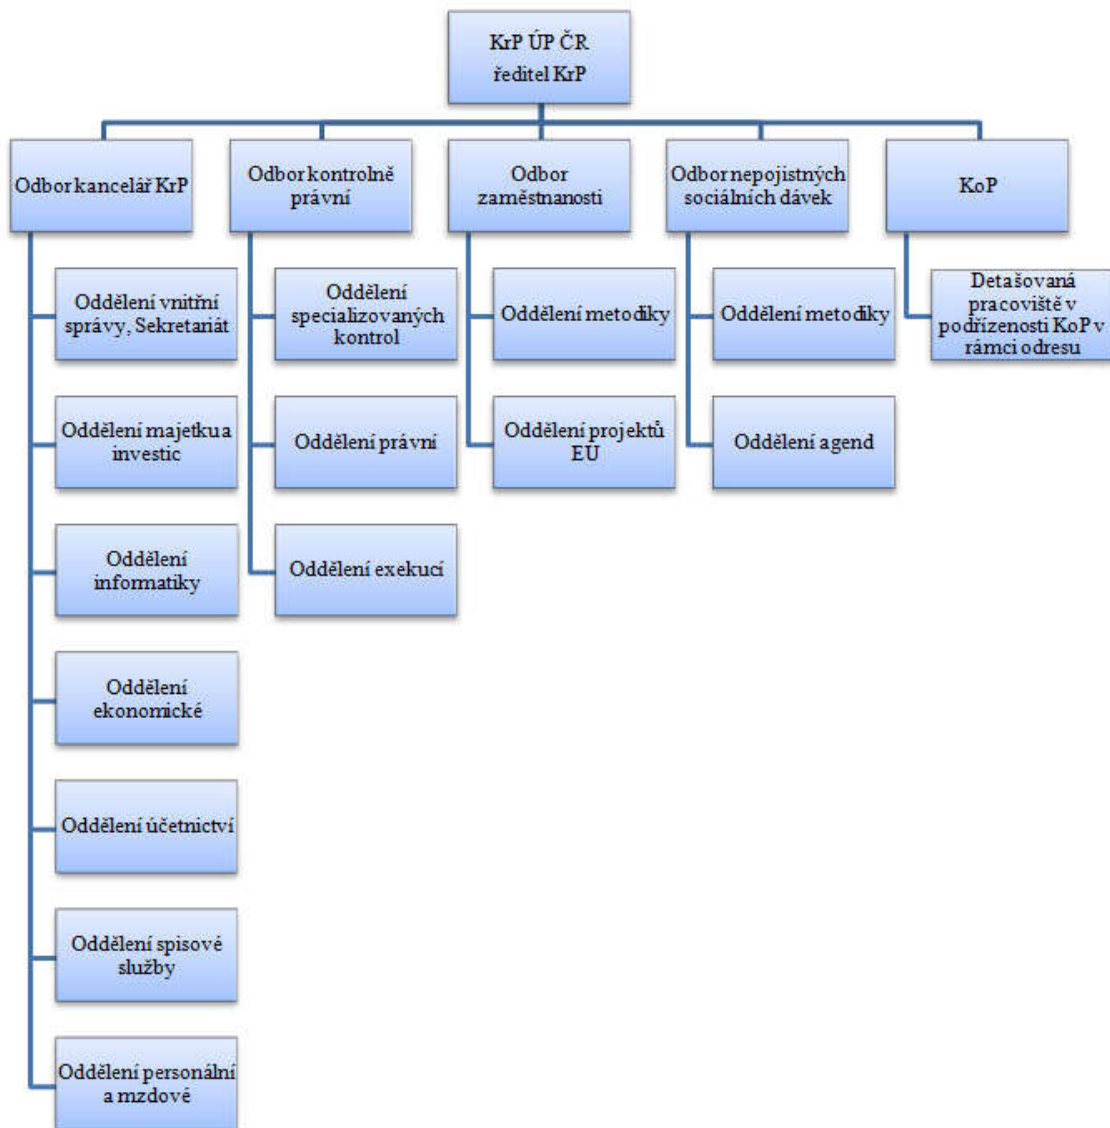 KrP ÚP ČR
ředitel KrP
Odbor kancelář KrP
Odbor kontrolně
právní
Odbor
zaměstnanosti
Odbor nepojistných
sociálních dávek
KoP
Oddělení vnitřní
správy, Sekretariát
Oddělení
specializovaných
kontrol
Oddělení metodiky
Oddělení metodiky
Detašovaná
pracoviště v
podřízenosti KoP v
rámci odresu
Oddělení majetku a
investic
Oddělení právní
Oddělení projektů
EU
Oddělení agend
Oddělení
informatiky
Oddělení exekucí
Oddělení
ekonomické
Oddělení účetnictví
Oddělení spisové
služby
Oddělení personální
a mzdové